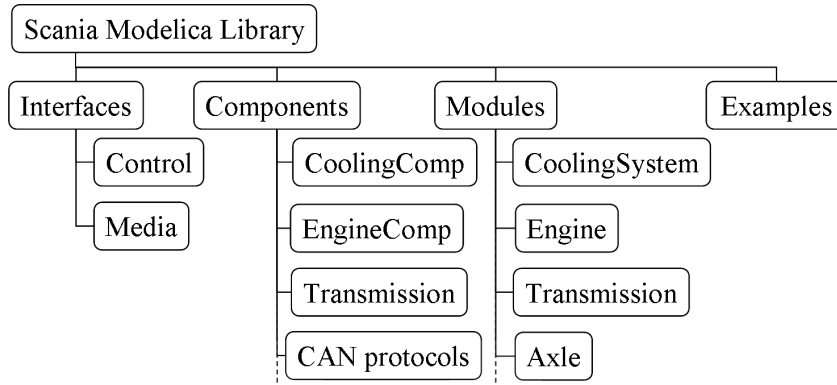 Scania Modelica Library
Interfaces
Components
Modules
Examples
Control
CoolingComp
CoolingSystem
Media
EngineComp
Engine
Transmission
Transmission
CAN protocols
Axle